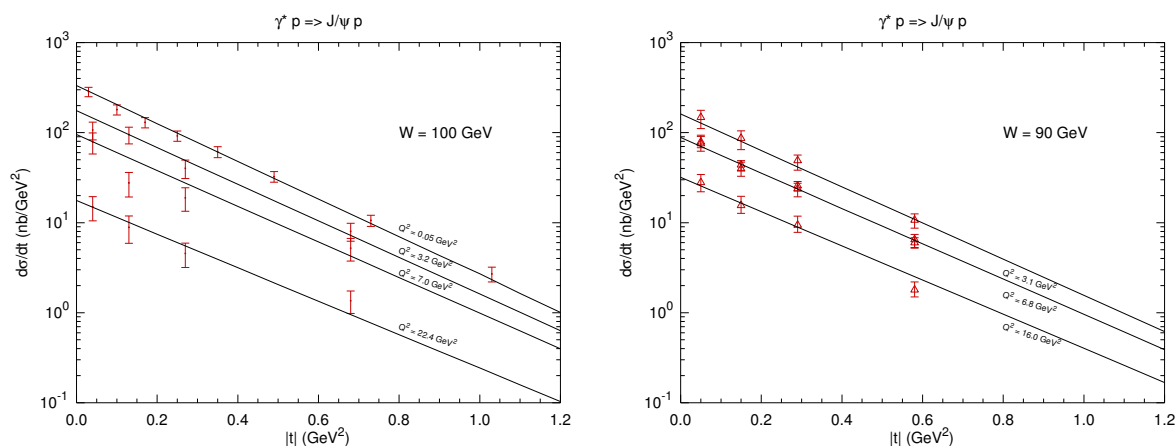 γ* p => J/ψ p
dσ/dt (nb/GeV²)
10³
10²
10¹
10⁰
10⁻¹
W = 100 GeV
Q² = 0.05 GeV²
Q² = 3.2 GeV²
Q² = 7.0 GeV²
Q² = 22.4 GeV²
0.0 0.2 0.4 0.6 0.8 1.0 1.2
|t| (GeV²)
γ* p => J/ψ p
dσ/dt (nb/GeV²)
10³
10²
10¹
10⁰
10⁻¹
W = 90 GeV
Q² = 3.1 GeV²
Q² = 6.8 GeV²
Q² = 16.0 GeV²
0.0 0.2 0.4 0.6 0.8 1.0 1.2
|t| (GeV²)